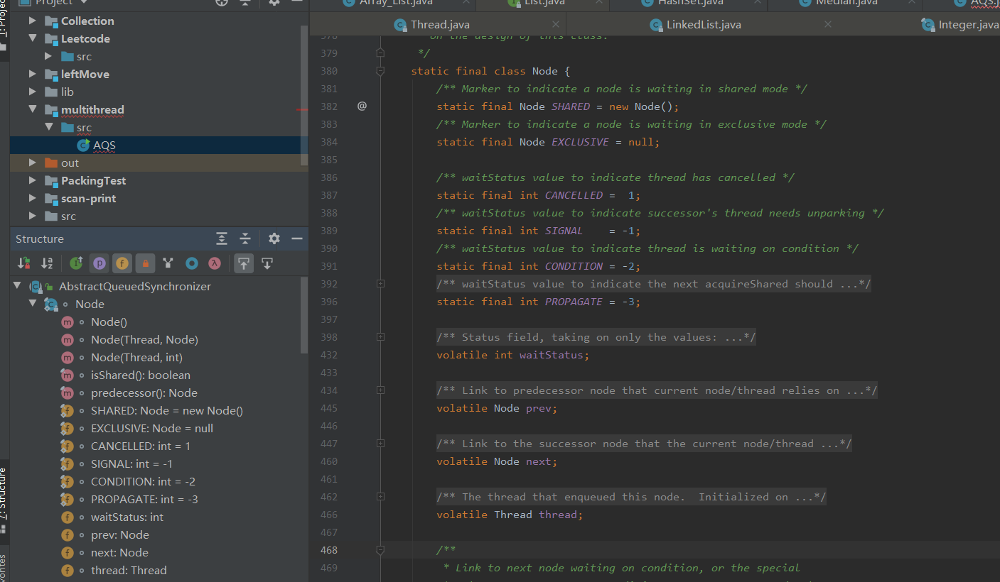 Project
Collection
Leetcode
src
leftMove
lib
multithread
src
AQS
out
PackingTest
scan-print
src
Structure
AbstractQueuedSynchronizer
Node
Node()
Node(Thread, Node)
Node(Thread, int)
isShared(): boolean
predecessor(): Node
SHARED: Node = new Node()
EXCLUSIVE: Node = null
CANCELLED: int = 1
SIGNAL: int = -1
CONDITION: int = -2
PROPAGATE: int = -3
waitStatus: int
prev: Node
next: Node
thread: Thread
1: Project
7: Structure
Array_List.java List.java HashSet.java Median.java
Thread.java LinkedList.java Integer.java
378 on the design of this class.
379 */
380 static final class Node {
381 /** Marker to indicate a node is waiting in shared mode */
382 @ static final Node SHARED = new Node();
383 /** Marker to indicate a node is waiting in exclusive mode */
384 static final Node EXCLUSIVE = null;
385
386 /** waitStatus value to indicate thread has cancelled */
387 static final int CANCELLED =  1;
388 /** waitStatus value to indicate successor's thread needs unparking */
389 static final int SIGNAL    = -1;
390 /** waitStatus value to indicate thread is waiting on condition */
391 static final int CONDITION = -2;
392 /** waitStatus value to indicate the next acquireShared should ...*/
396 static final int PROPAGATE = -3;
397
398 /** Status field, taking on only the values: ...*/
432 volatile int waitStatus;
433
434 /** Link to predecessor node that current node/thread relies on ...*/
445 volatile Node prev;
446
447 /** Link to the successor node that the current node/thread ...*/
460 volatile Node next;
461
462 /** The thread that enqueued this node.  Initialized on ...*/
466 volatile Thread thread;
467
468 /**
469 * Link to next node waiting on condition, or the special